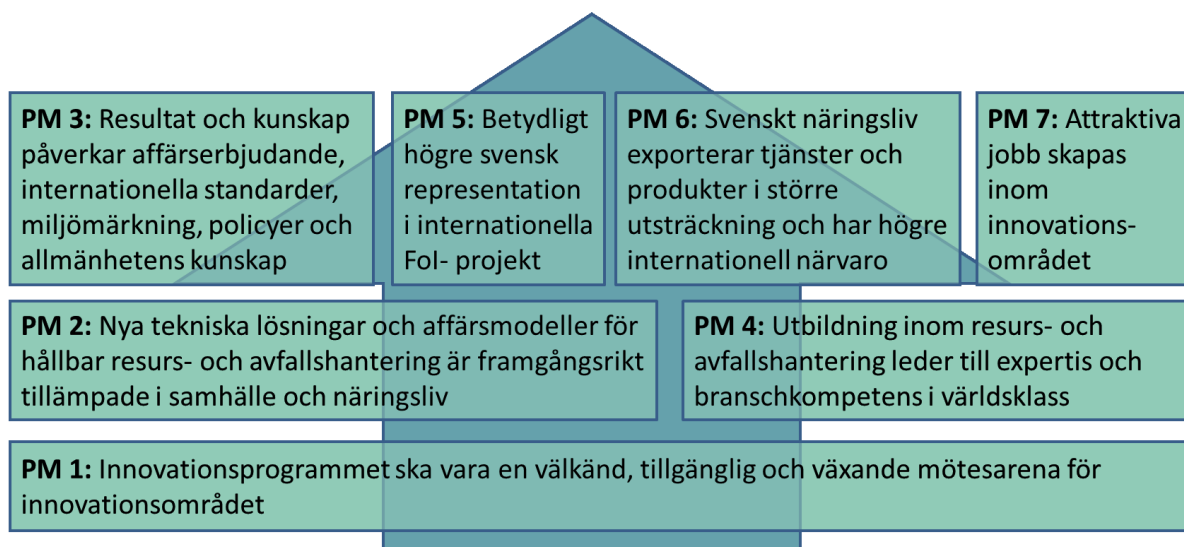 PM 3: Resultat och kunskap
påverkar affärserbjudande,
internationella standarder,
miljömärkning, policyer och
allmänhetens kunskap
PM 5: Betydligt
högre svensk
representation
i internationella
FoI- projekt
PM 6: Svenskt näringsliv
exporterar tjänster och
produkter i större
utsträckning och har högre
internationell närvaro
PM 7: Attraktiva
jobb skapas
inom
innovations-
området
PM 2: Nya tekniska lösningar och affärsmodeller för
hållbar resurs- och avfallshantering är framgångsrikt
tillämpade i samhälle och näringsliv
PM 4: Utbildning inom resurs- och
avfallshantering leder till expertis och
branschkompetens i världsklass
PM 1: Innovationsprogrammet ska vara en välkänd, tillgänglig och växande mötesarena för
innovationsområdet